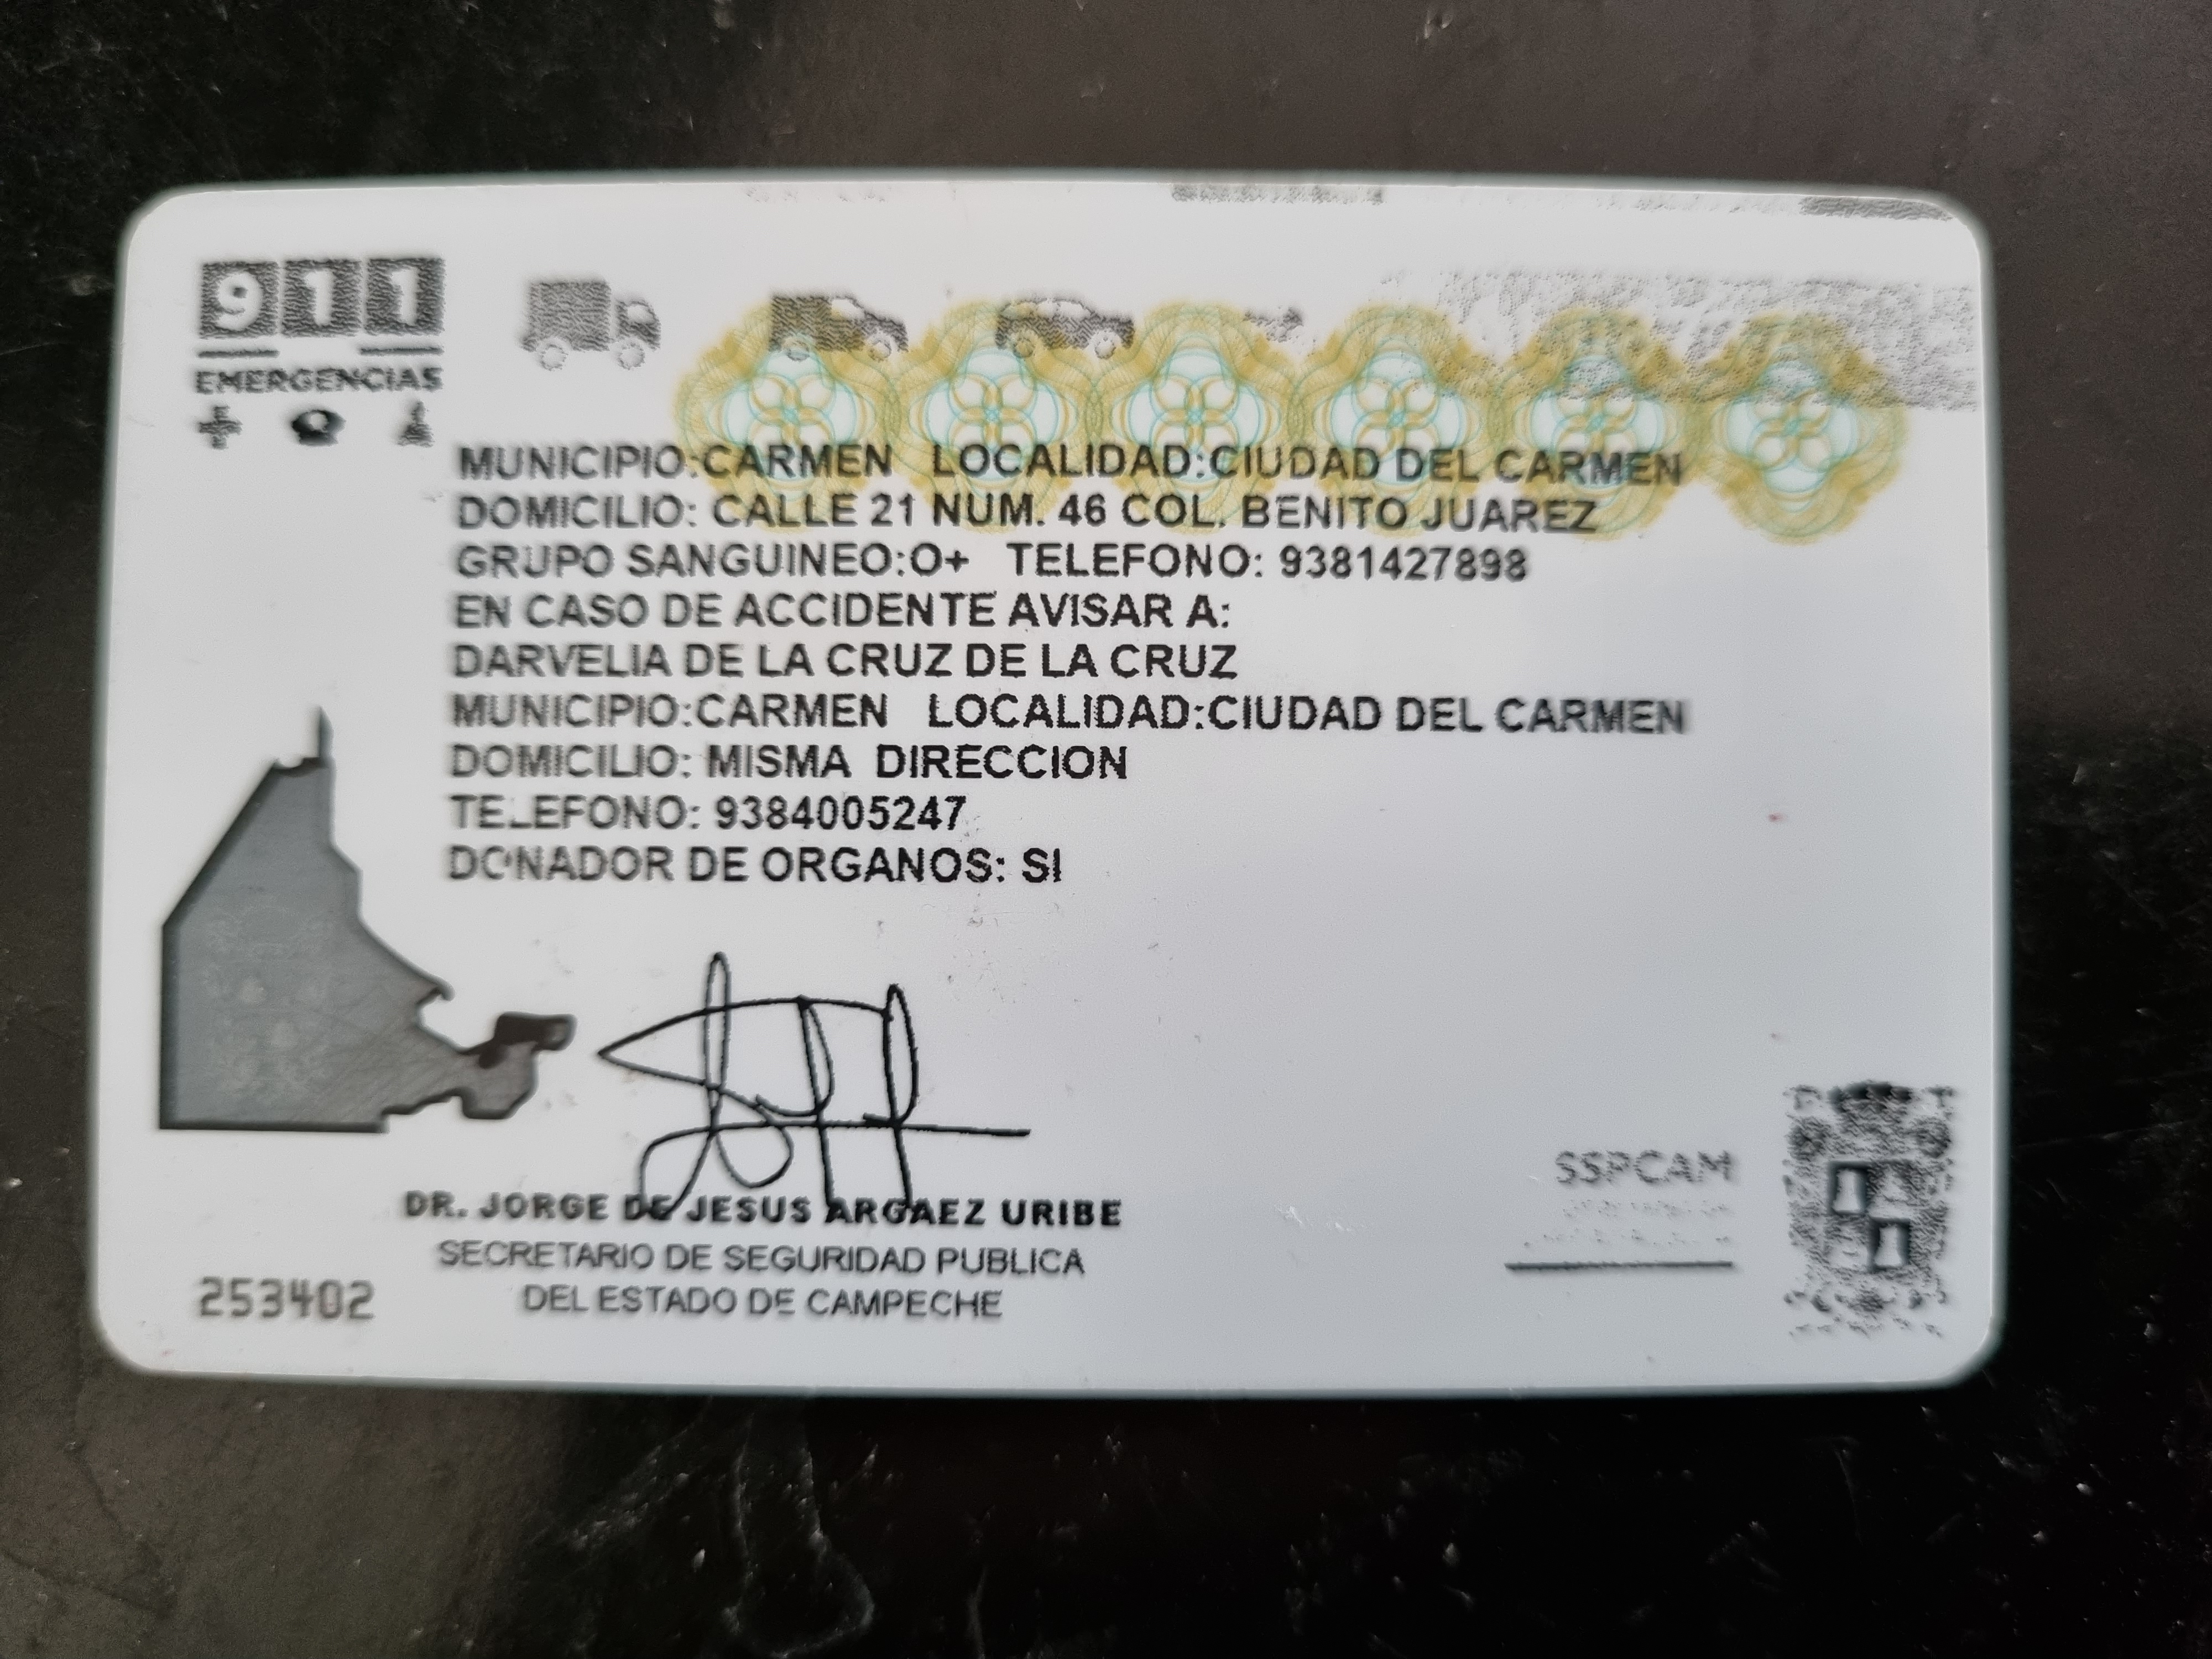 911
EMERGENCIAS
MUNICIPIO:CARMEN LOCALIDAD:CIUDAD DEL CARMEN
DOMICILIO: CALLE 21 NUM. 46 COL. BENITO JUAREZ
GRUPO SANGUINEO:O+ TELEFONO: 9381427898
EN CASO DE ACCIDENTE AVISAR A:
DARVELIA DE LA CRUZ DE LA CRUZ
MUNICIPIO:CARMEN LOCALIDAD:CIUDAD DEL CARMEN
DOMICILIO: MISMA DIRECCION
TELEFONO: 9384005247
DONADOR DE ORGANOS: SI
DR. JORGE DE JESUS ARGAEZ URIBE
SECRETARIO DE SEGURIDAD PUBLICA
DEL ESTADO DE CAMPECHE
253402
SSPCAM